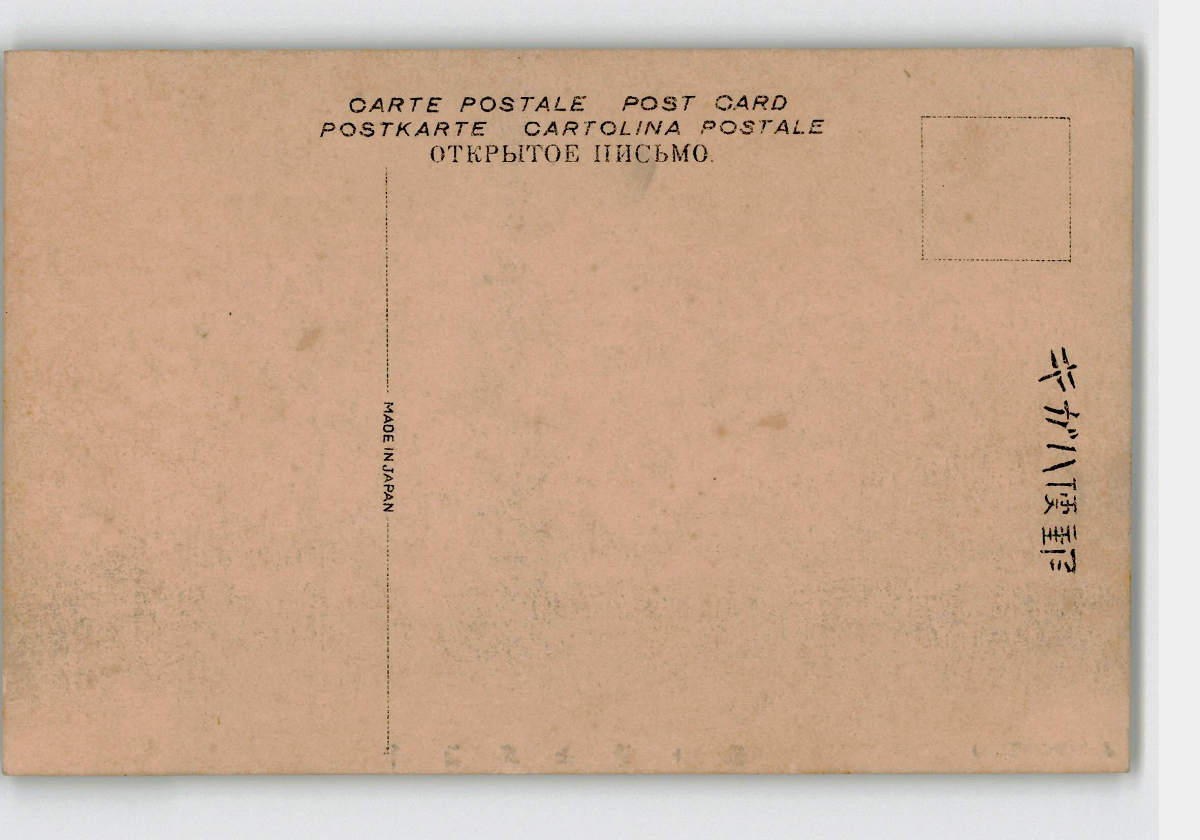 CARTE POSTALE POST CARD
POSTKARTE CARTOLINA POSTALE
ОТКРЫТОЕ ПИСЬМО.
MADE IN JAPAN
郵便ハガキ